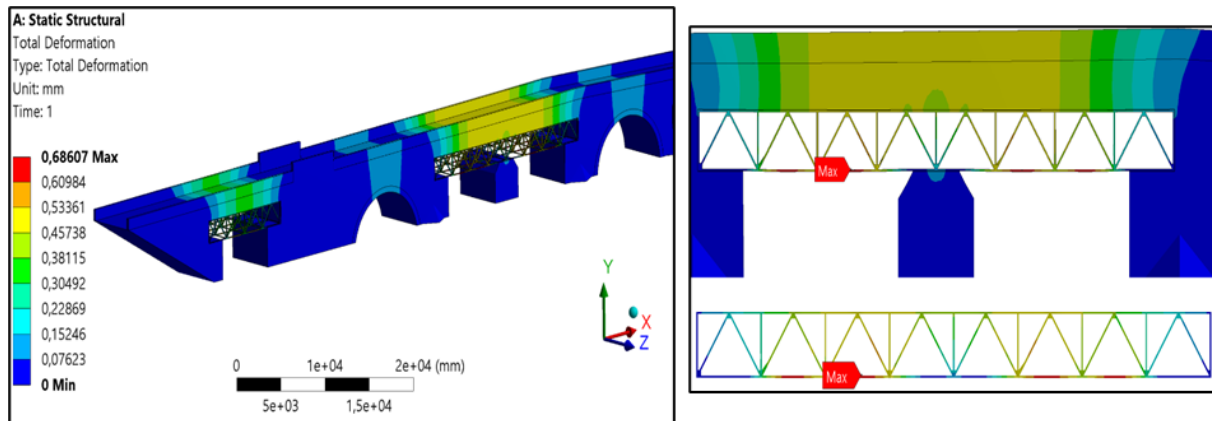 A: Static Structural
Total Deformation
Type: Total Deformation
Unit: mm
Time: 1
0,68607 Max
0,60984
0,53361
0,45738
0,38115
0,30492
0,22869
0,15246
0,07623
0 Min
Y
X
Z
0 1e+04 2e+04 (mm)
5e+03 1,5e+04
Max
Max